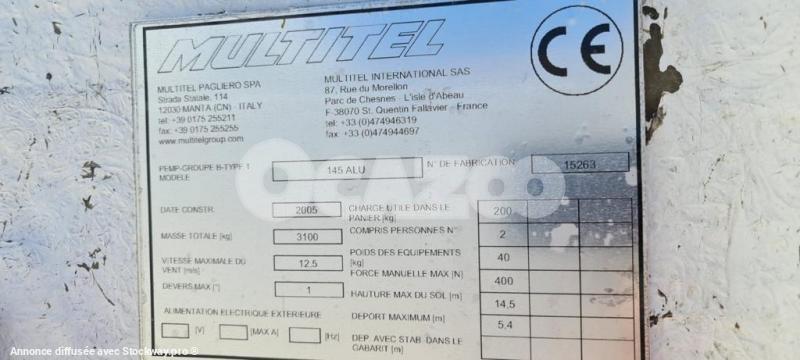 MULTITEL
MULTITEL PAGLIERO SPA
Strada Statale, 114
12030 MANTA (CN) - ITALY
tel: +39 0175 255211
fax: +39 0175 255255
www.multitelgroup.com
MULTITEL INTERNATIONAL SAS
87, Rue du Morellon
Parc de Chesnes - L'isle d'Abeau
F-38070 St. Quentin Fallavier - France
tel: +33 (0)474946319
fax: +33 (0)474944697
CE
PEMP-GROUPE B-TYPE 1
MODELE
145 ALU
N° DE FABRICATION
15263
OCAZOO
DATE CONSTR.
2005
MASSE TOTALE [kg]
3100
VITESSE MAXIMALE DU
VENT [m/s]
12.5
DEVERS MAX [°]
1
ALIMENTATION ELECTRIQUE EXTERIEURE
[V]
[MAX A]
[Hz]
CHARGE UTILE DANS LE
PANIER [kg]
200
COMPRIS PERSONNES N°
2
POIDS DES EQUIPEMENTS
[kg]
40
FORCE MANUELLE MAX [N]
400
HAUTURE MAX DU SOL [m]
14,5
DEPORT MAXIMUM [m]
5,4
DEP. AVEC STAB. DANS LE
GABARIT [m]
Annonce diffusée avec Stockway.pro ®